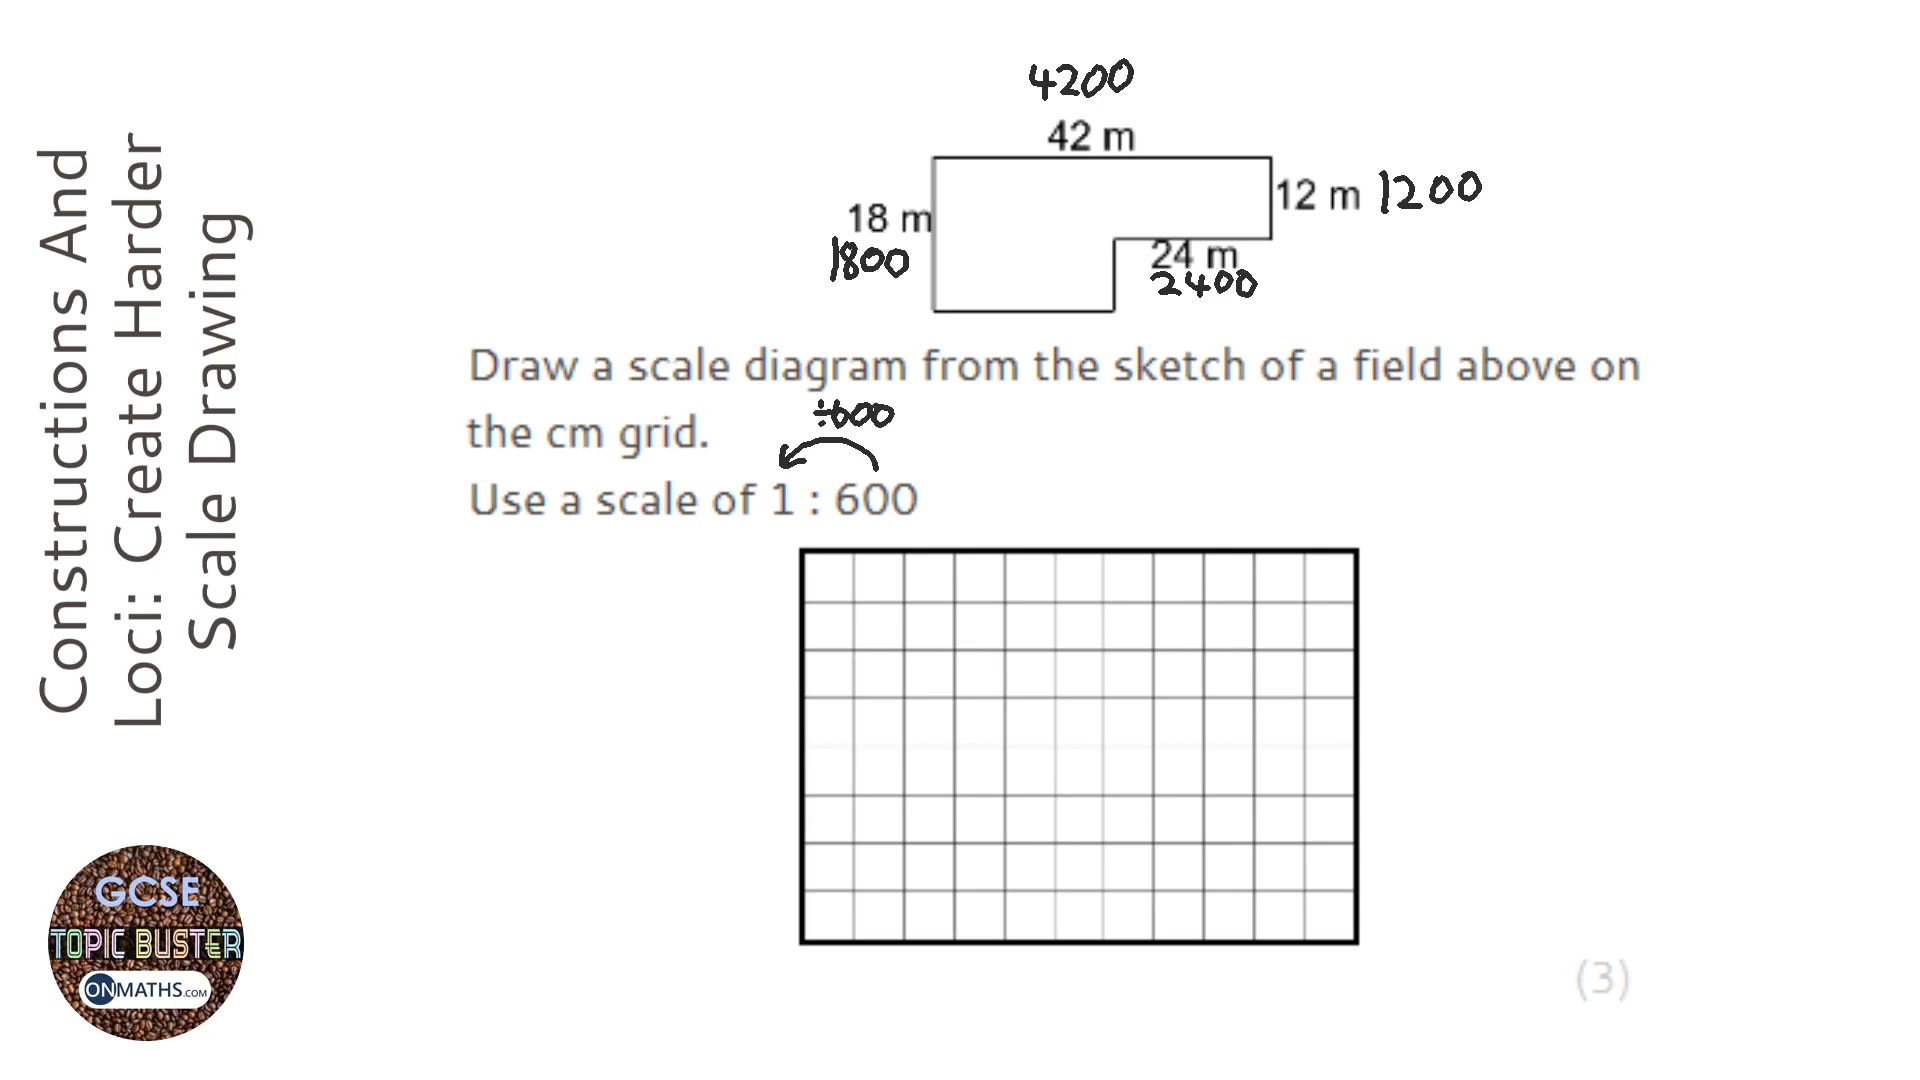 Constructions And
Loci: Create Harder
Scale Drawing
4200
42 m
12 m 1200
18 m
1800
24 m
2400
Draw a scale diagram from the sketch of a field above on
the cm grid.
÷600
Use a scale of 1 : 600
(3)
GCSE
TOPIC BUSTER
ONMATHS.COM